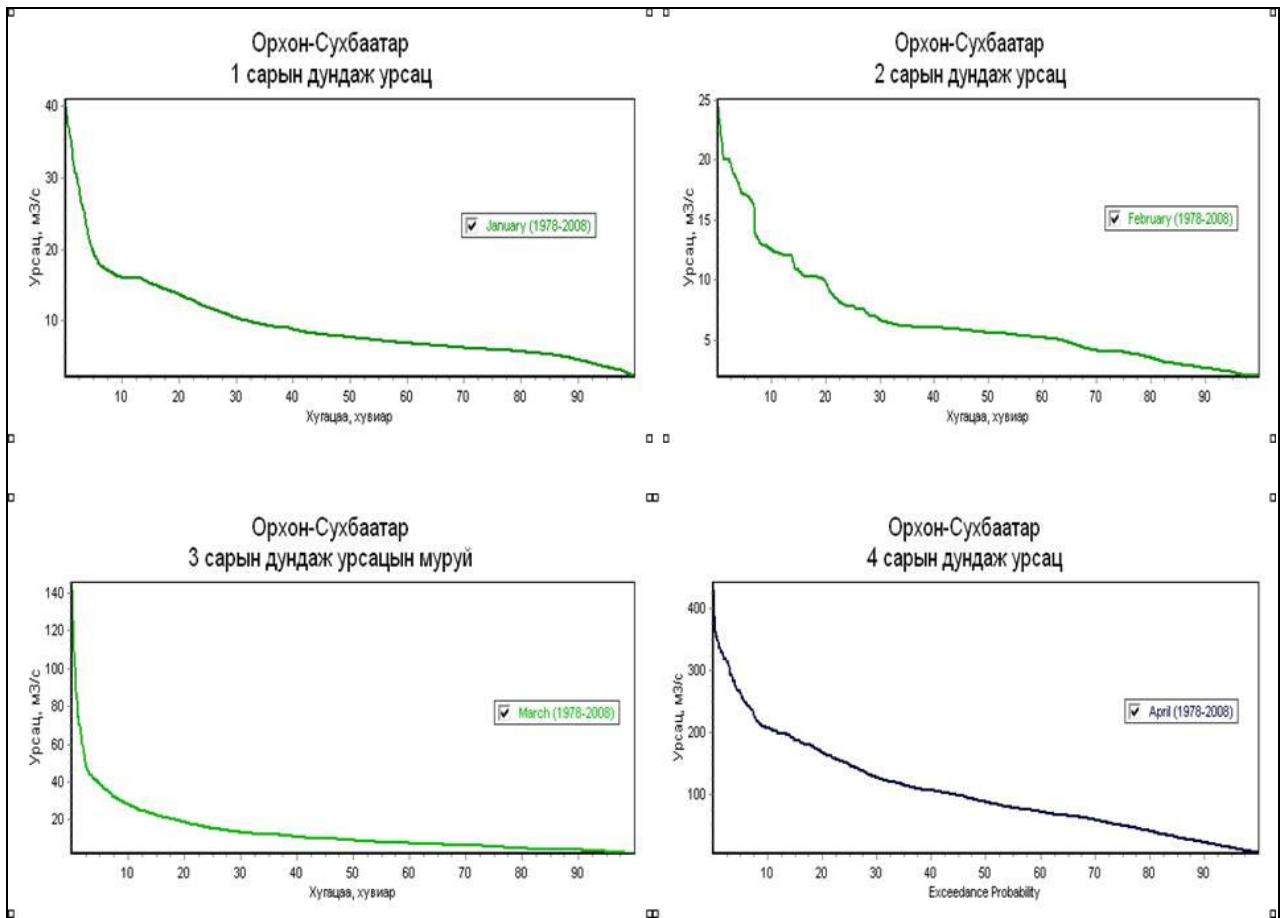 Орхон-Сухбаатар
1 сарын дундаж урсац
40
30
20
10
Урсац, м3/с
January (1978-2008)
10 20 30 40 50 60 70 80 90
Хугацаа, хувиар
Орхон-Сухбаатар
2 сарын дундаж урсац
25
20
15
10
5
Урсац, м3/с
February (1978-2008)
10 20 30 40 50 60 70 80 90
Хугацаа, хувиар
Орхон-Сухбаатар
3 сарын дундаж урсацын муруй
140
120
100
80
60
40
20
Урсац, м3/с
March (1978-2008)
10 20 30 40 50 60 70 80 90
Хугацаа, хувиар
Орхон-Сухбаатар
4 сарын дундаж урсац
400
300
200
100
Урсац, м3/с
April (1978-2008)
10 20 30 40 50 60 70 80 90
Exceedance Probability